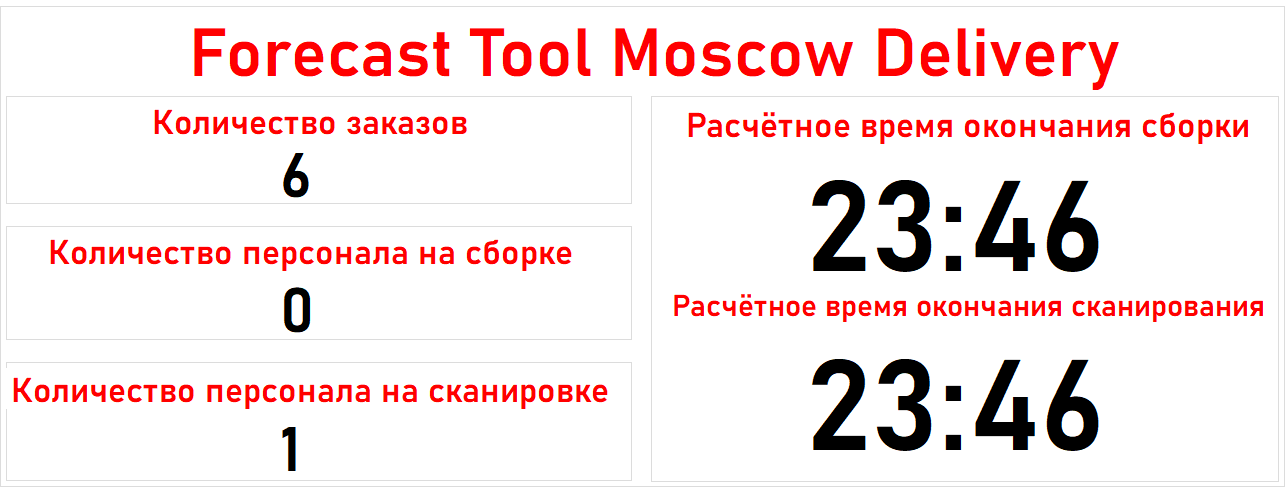 Forecast Tool Moscow Delivery
Количество заказов
6
Количество персонала на сборке
0
Количество персонала на сканировке
1
Расчётное время окончания сборки
23:46
Расчётное время окончания сканирования
23:46